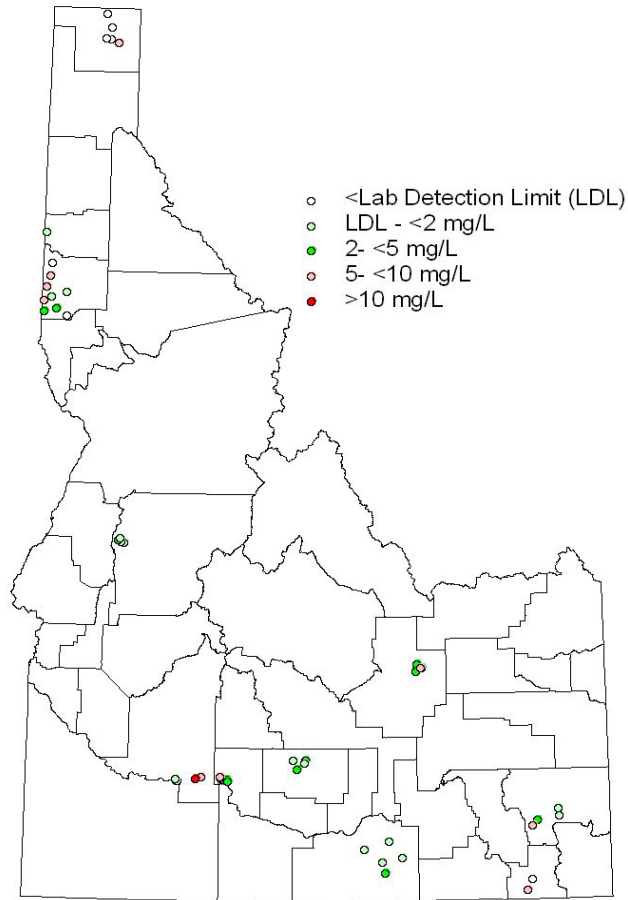 <Lab Detection Limit (LDL)
LDL - <2 mg/L
2- <5 mg/L
5- <10 mg/L
>10 mg/L